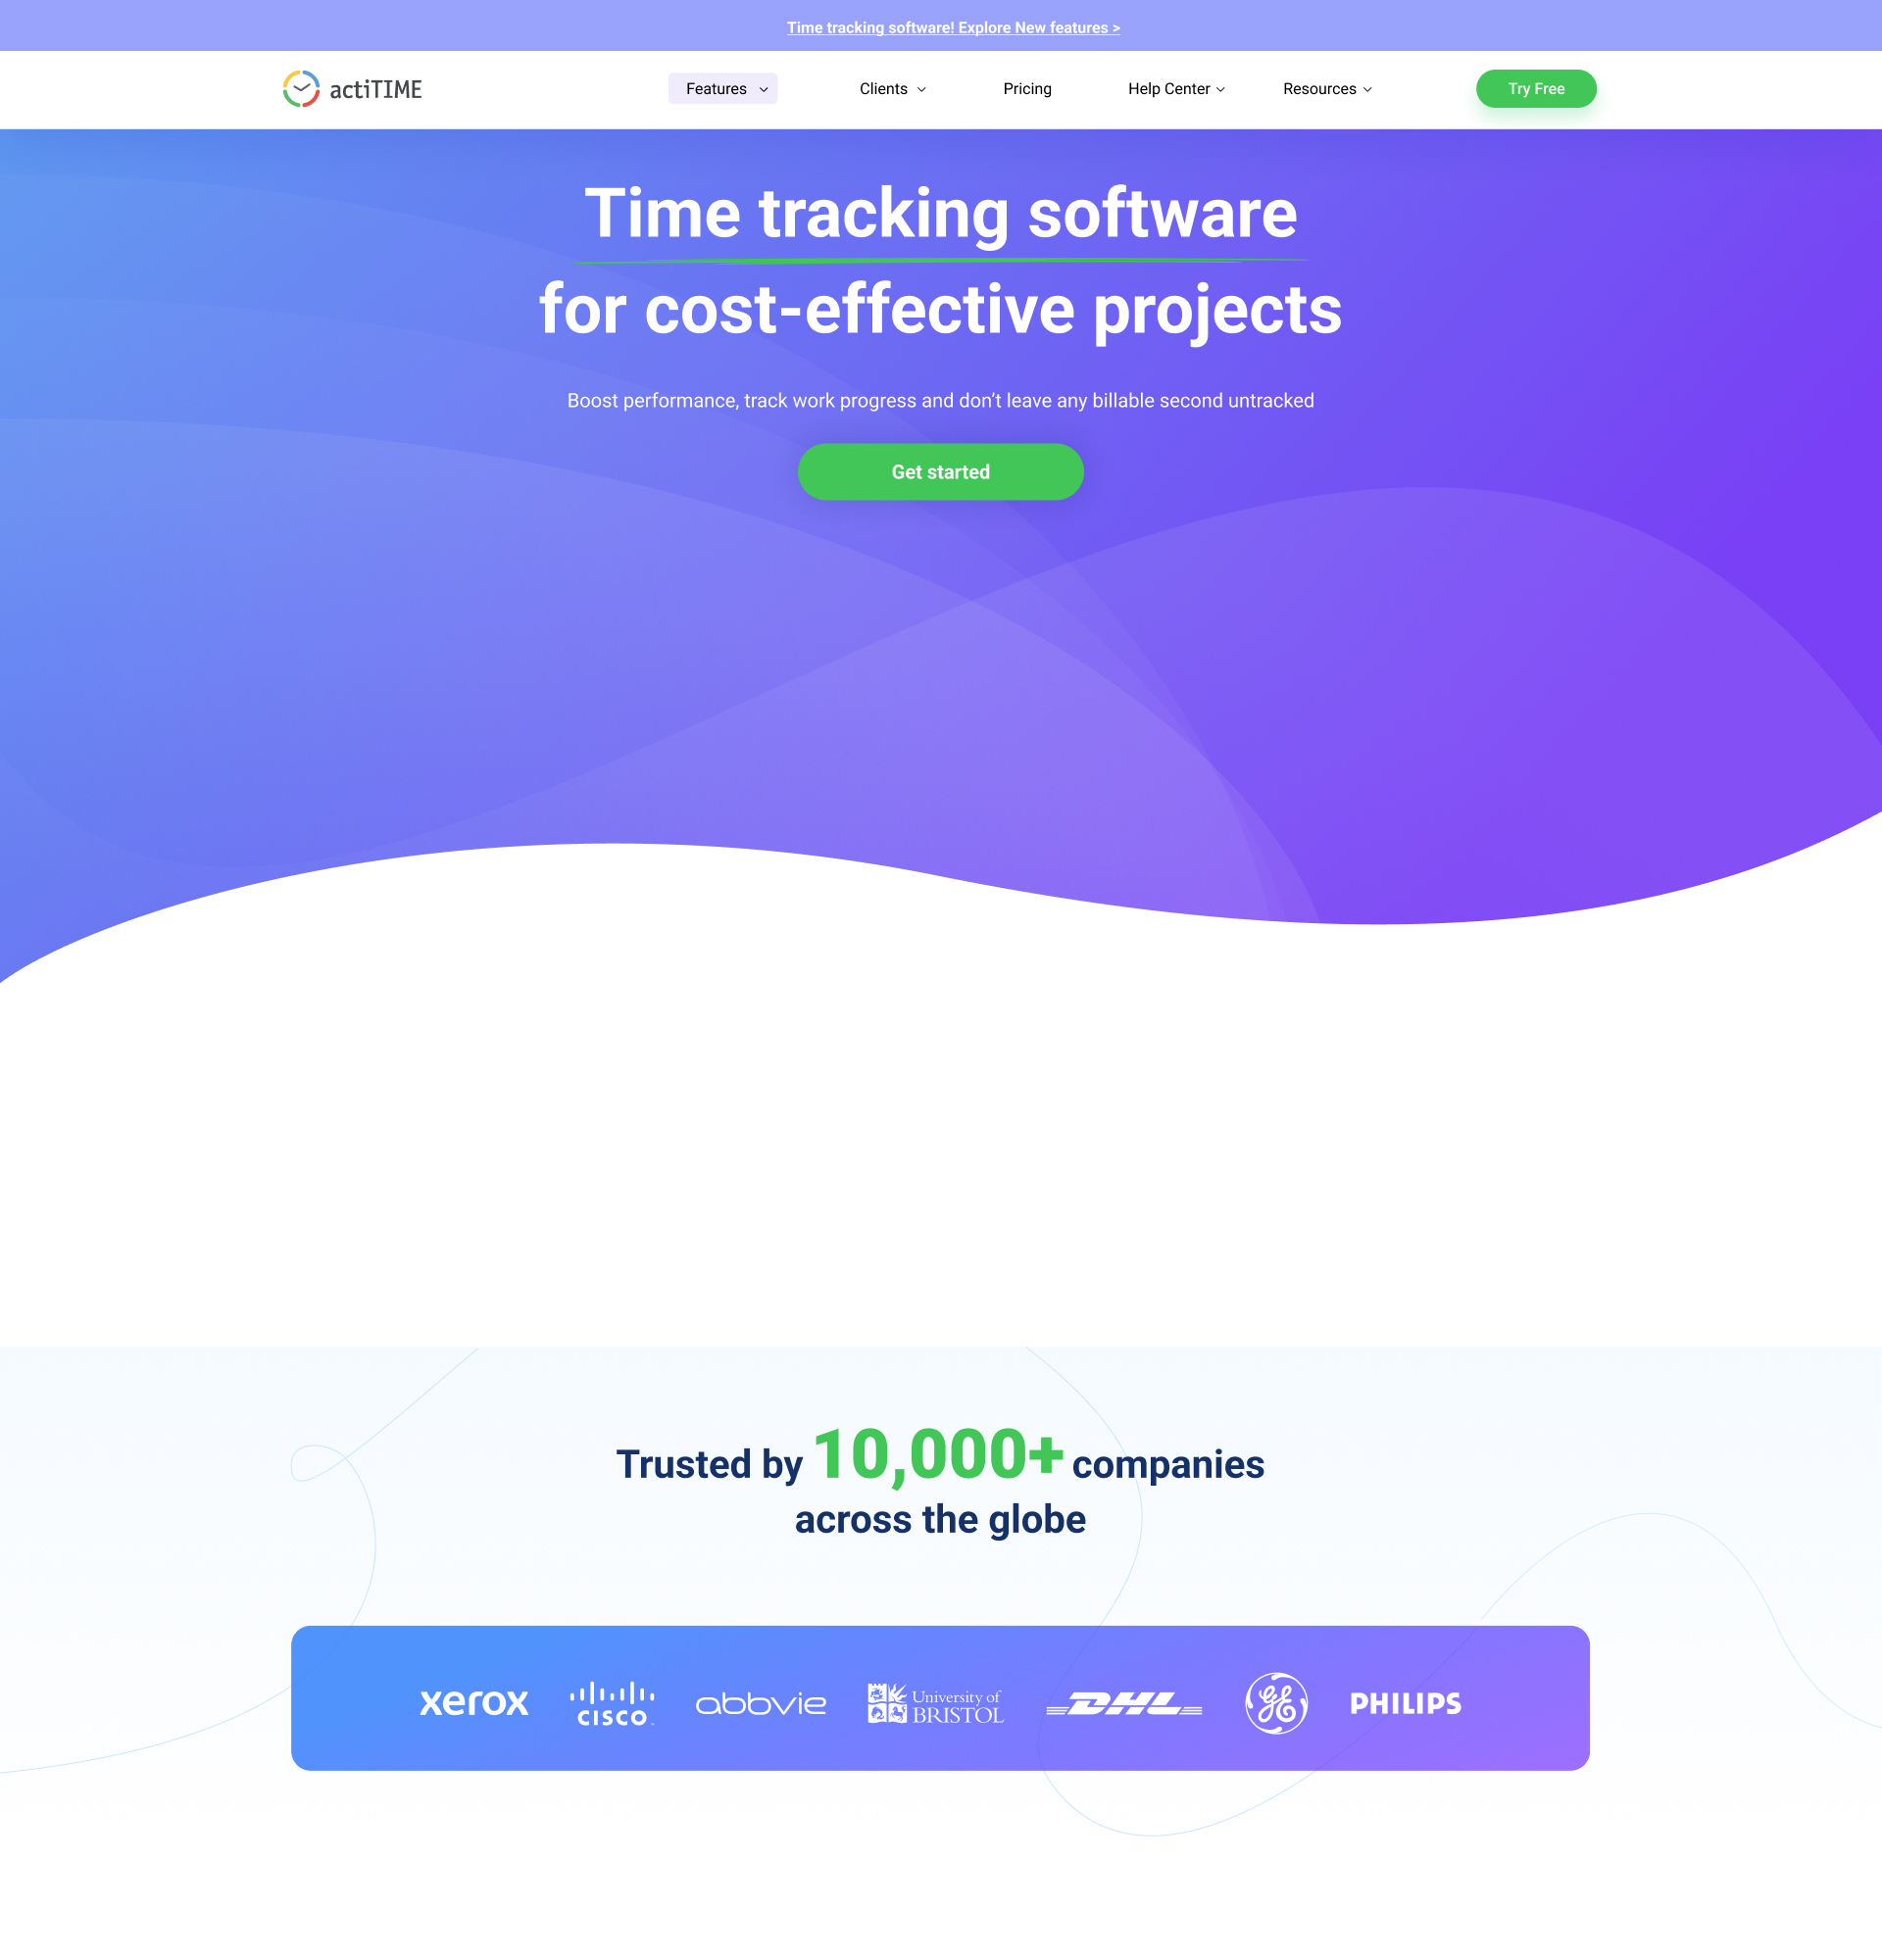 Time tracking software! Explore New features >
actiTIME
Features
Clients
Pricing
Help Center
Resources
Try Free
Time tracking software
for cost-effective projects
Boost performance, track work progress and don’t leave any billable second untracked
Get started
Trusted by 10,000+ companies
across the globe
xerox
cisco
abbvie
University of
BRISTOL
DHL
GE
PHILIPS